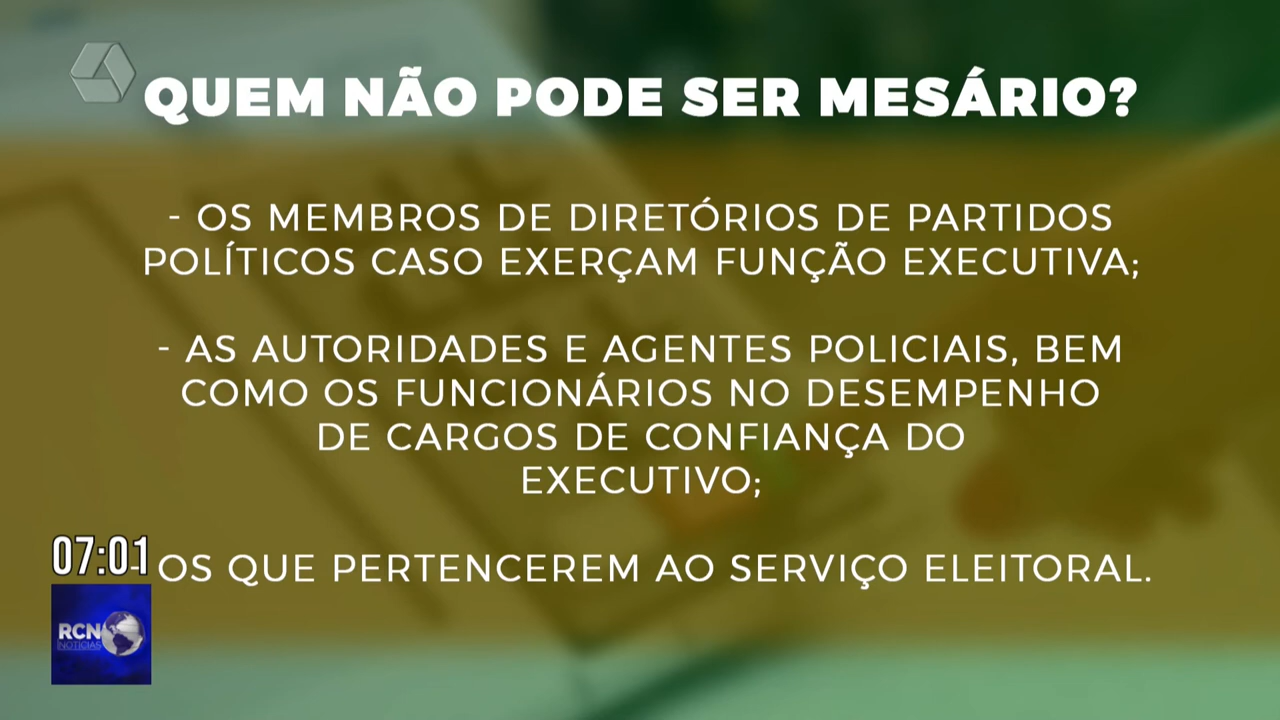 QUEM NÃO PODE SER MESÁRIO?
- OS MEMBROS DE DIRETÓRIOS DE PARTIDOS
POLÍTICOS CASO EXERÇAM FUNÇÃO EXECUTIVA;
- AS AUTORIDADES E AGENTES POLICIAIS, BEM
COMO OS FUNCIONÁRIOS NO DESEMPENHO
DE CARGOS DE CONFIANÇA DO
EXECUTIVO;
- OS QUE PERTENCEREM AO SERVIÇO ELEITORAL.
07:01
RCN
NOTÍCIAS